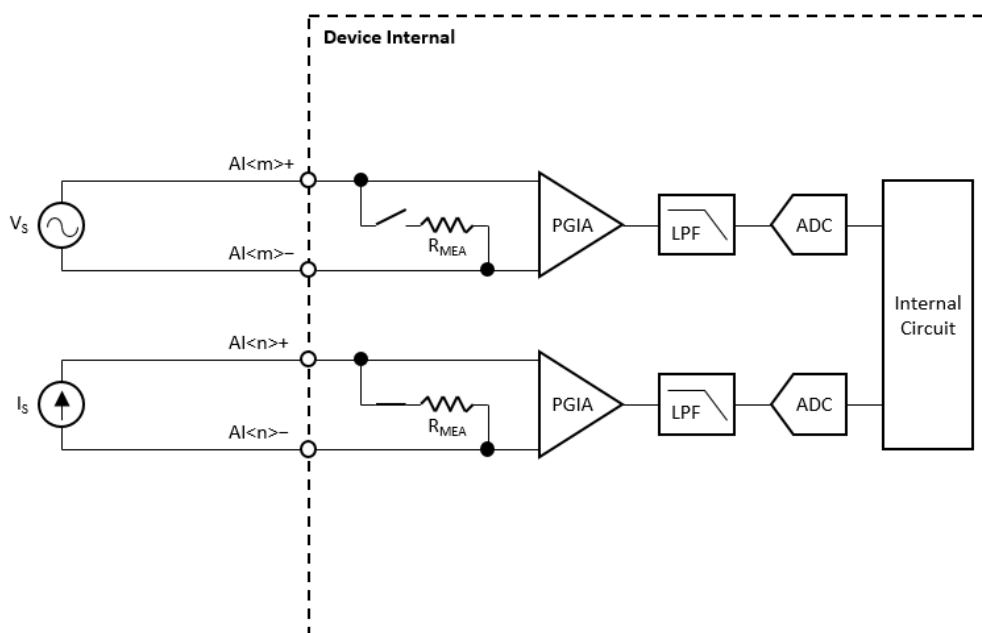 Device Internal
AI<m>+
V_S
AI<m>−
R_MEA
PGIA
LPF
ADC
Internal
Circuit
AI<n>+
I_S
AI<n>−
R_MEA
PGIA
LPF
ADC